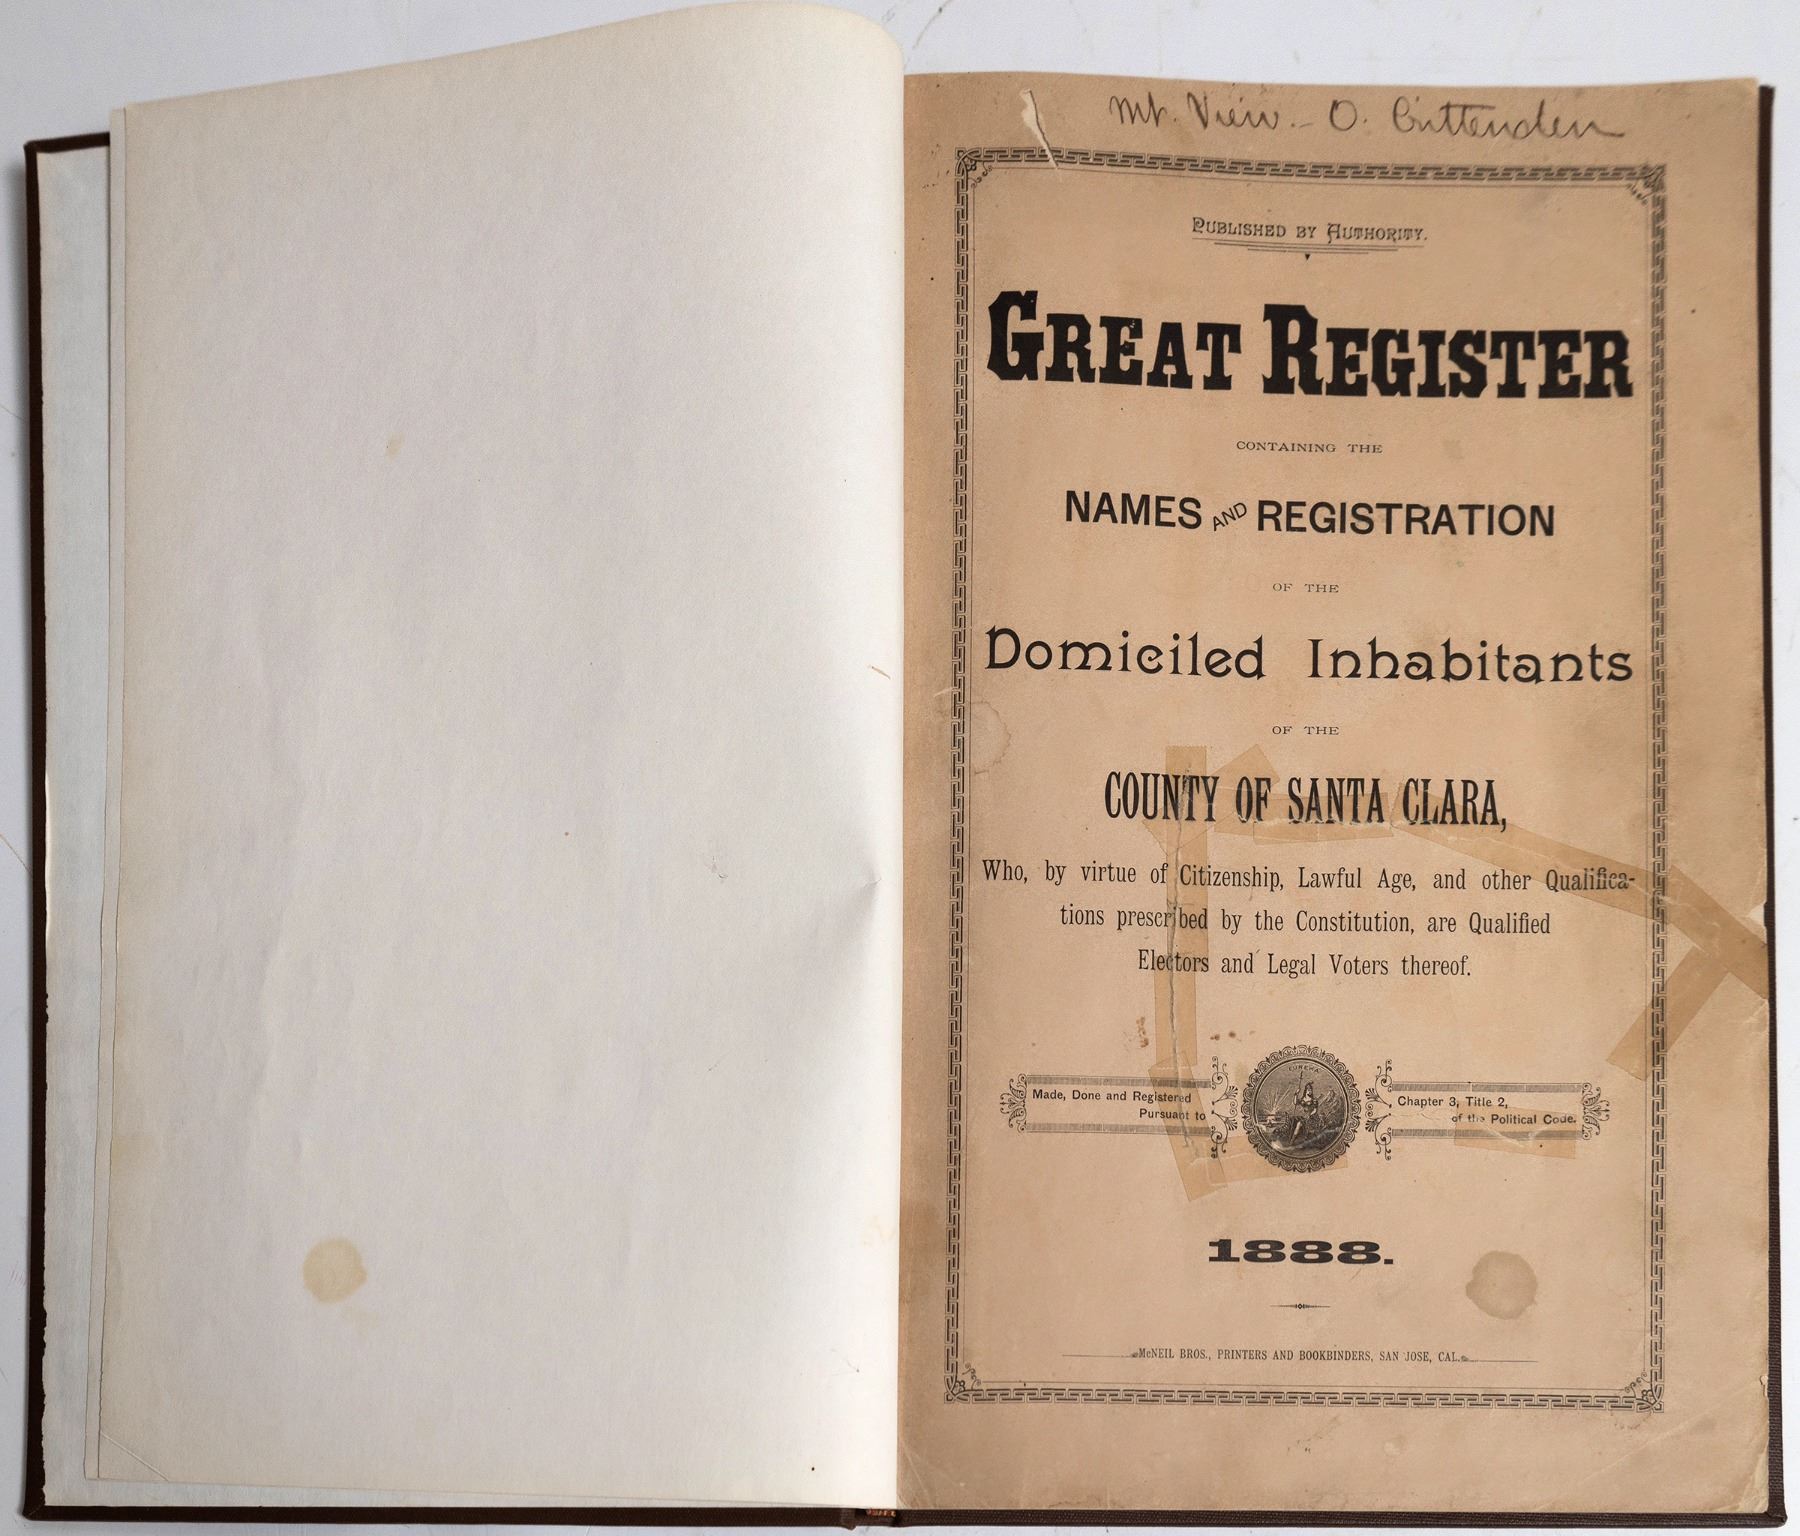 Mt. View. - O. Crittenden
PUBLISHED BY AUTHORITY.
GREAT REGISTER
CONTAINING THE
NAMES AND REGISTRATION
OF THE
Domiciled Inhabitants
OF THE
COUNTY OF SANTA CLARA,
Who, by virtue of Citizenship, Lawful Age, and other Qualifica-
tions prescribed by the Constitution, are Qualified
Electors and Legal Voters thereof.
EUREKA
Made, Done and Registered
Pursuant to
Chapter 3, Title 2,
of the Political Code.
1888.
McNEIL BROS., PRINTERS AND BOOKBINDERS, SAN JOSE, CAL.